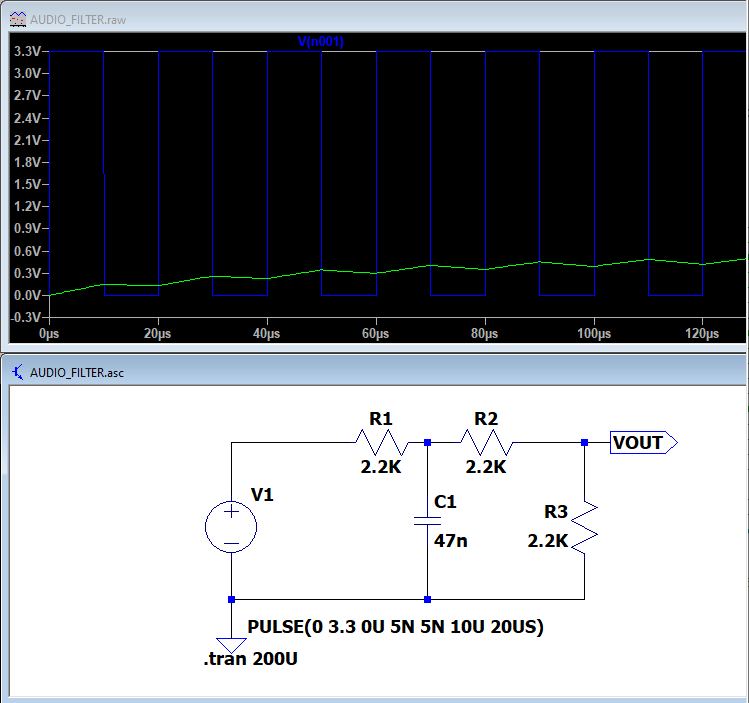 AUDIO_FILTER.raw
V(n001)
3.3V
3.0V
2.7V
2.4V
2.1V
1.8V
1.5V
1.2V
0.9V
0.6V
0.3V
0.0V
-0.3V
0µs 20µs 40µs 60µs 80µs 100µs 120µs
AUDIO_FILTER.asc
R1 R2
VOUT
2.2K 2.2K
V1
C1
R3
47n 2.2K
PULSE(0 3.3 0U 5N 5N 10U 20US)
.tran 200U